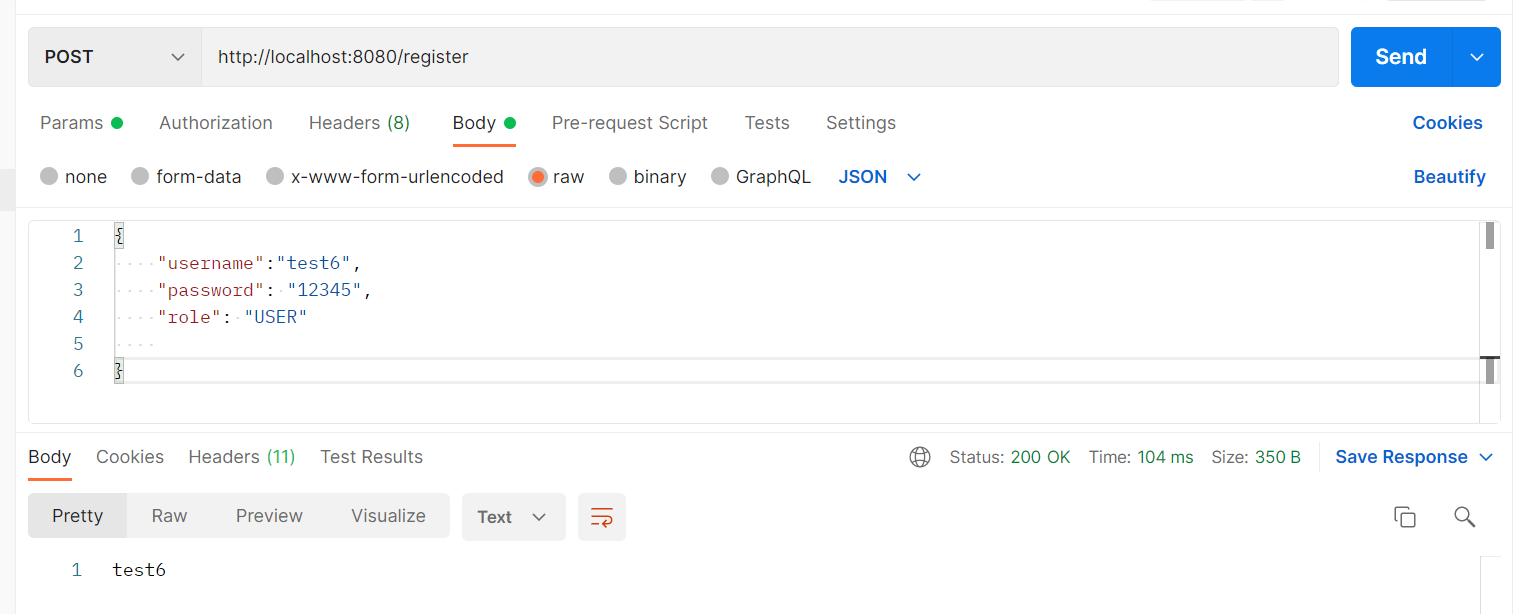 POST http://localhost:8080/register Send
Params Authorization Headers (8) Body Pre-request Script Tests Settings Cookies
none form-data x-www-form-urlencoded raw binary GraphQL JSON Beautify
1 {
2 "username":"test6",
3 "password": "12345",
4 "role": "USER"
5
6 }
Body Cookies Headers (11) Test Results Status: 200 OK Time: 104 ms Size: 350 B Save Response
Pretty Raw Preview Visualize Text
1 test6